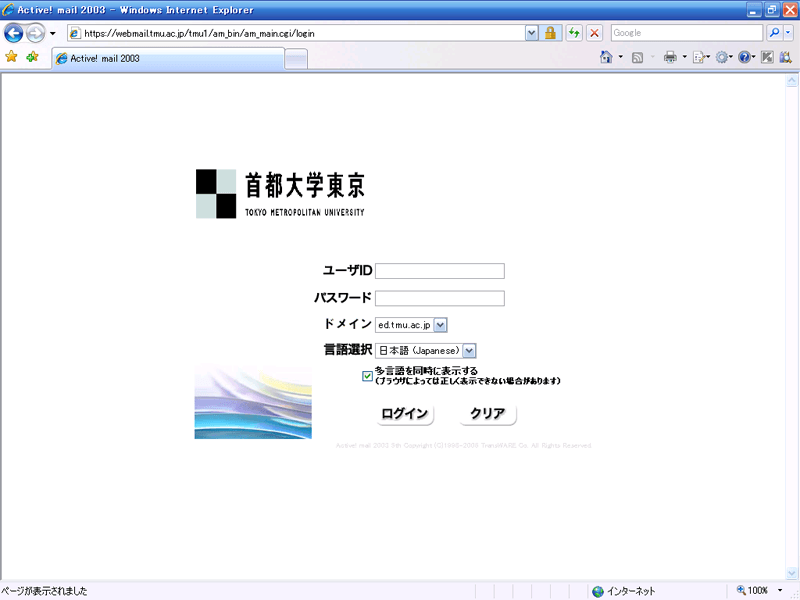 Active! mail 2003 - Windows Internet Explorer
https://webmail.tmu.ac.jp/tmu1/am_bin/am_main.cgi/login
Google
Active! mail 2003
首都大学東京
TOKYO METROPOLITAN UNIVERSITY
ユーザID
パスワード
ドメイン ed.tmu.ac.jp
言語選択 日本語 (Japanese)
多言語を同時に表示する
(ブラウザによっては正しく表示できない場合があります)
ログイン クリア
Active! mail 2003 Copyright (C)1998-2005 TransWARE Co. All Rights Reserved.
ページが表示されました インターネット 100%